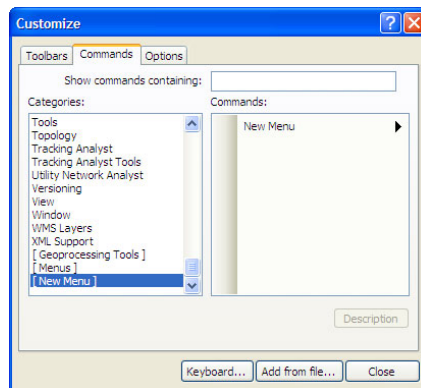 Customize
Toolbars Commands Options
Show commands containing:
Categories: Commands:
Tools
Topology
Tracking Analyst
Tracking Analyst Tools
Utility Network Analyst
Versioning
View
Window
WMS Layers
XML Support
[ Geoprocessing Tools ]
[ Menus ]
[ New Menu ]
New Menu
Description
Keyboard... Add from file... Close